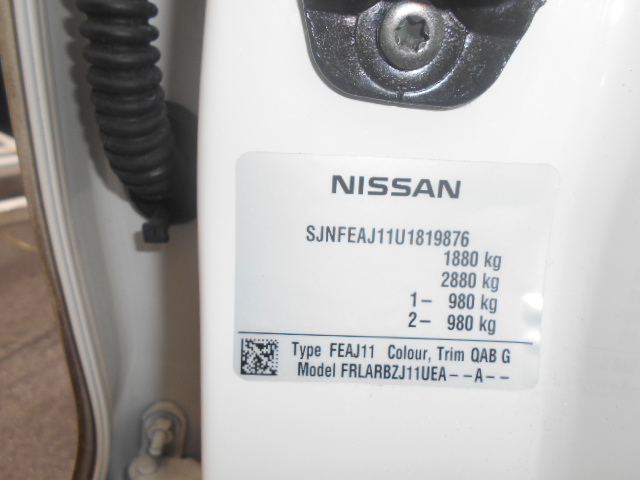 NISSAN
SJNFEAJ11U1819876
1880 kg
2880 kg
1- 980 kg
2- 980 kg
Type FEAJ11 Colour, Trim QAB G
Model FRLARBZJ11UEA--A--